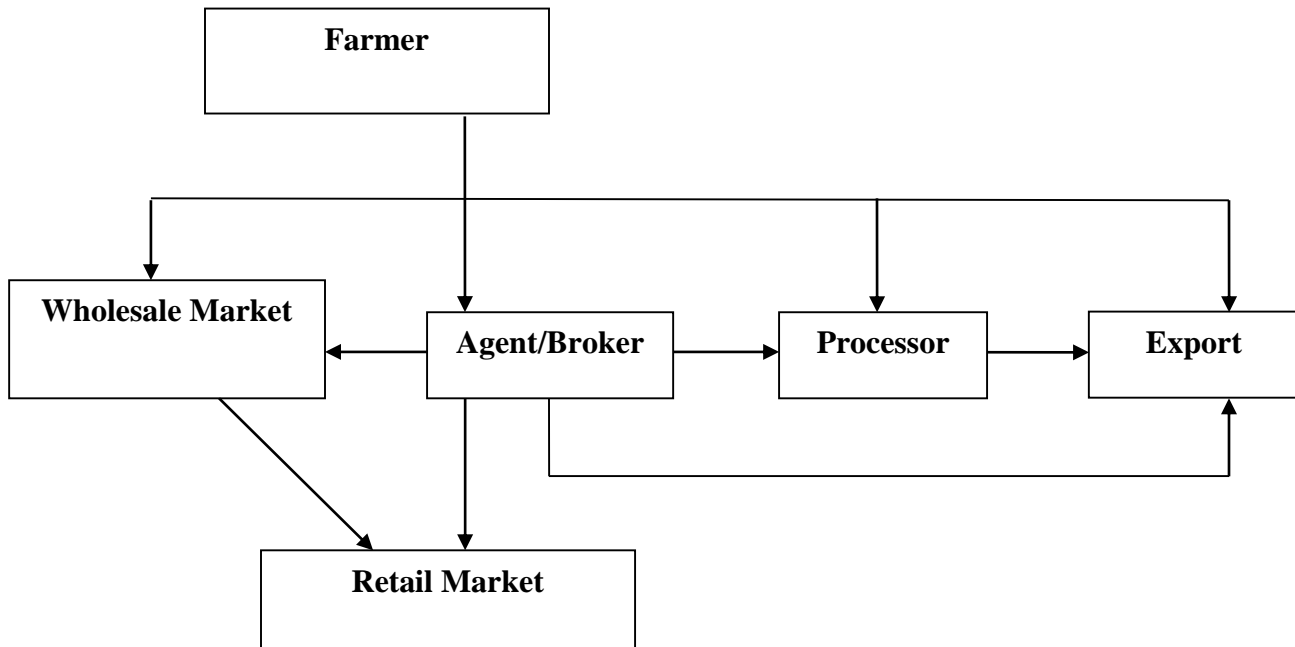 Farmer
Wholesale Market
Agent/Broker
Processor
Export
Retail Market